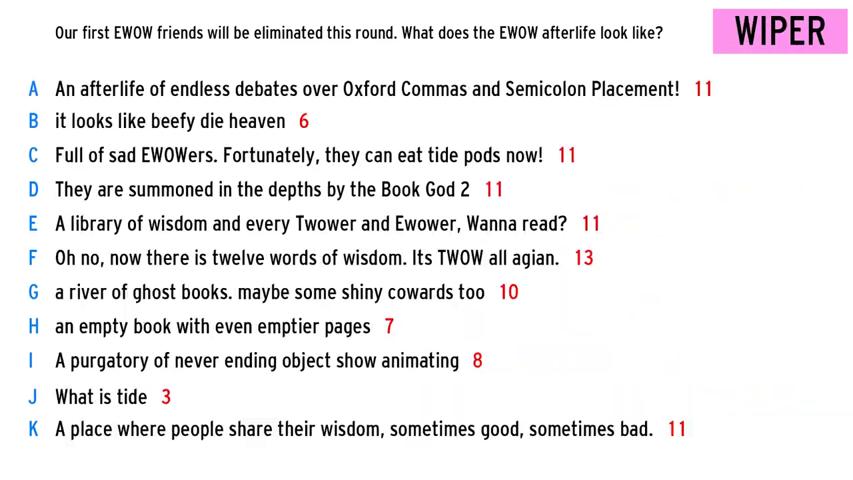 Our first EWOW friends will be eliminated this round. What does the EWOW afterlife look like?
WIPER
A An afterlife of endless debates over Oxford Commas and Semicolon Placement! 11
B it looks like beefy die heaven 6
C Full of sad EWOWers. Fortunately, they can eat tide pods now! 11
D They are summoned in the depths by the Book God 2 11
E A library of wisdom and every Twower and Ewower, Wanna read? 11
F Oh no, now there is twelve words of wisdom. Its TWOW all agian. 13
G a river of ghost books. maybe some shiny cowards too 10
H an empty book with even emptier pages 7
I A purgatory of never ending object show animating 8
J What is tide 3
K A place where people share their wisdom, sometimes good, sometimes bad. 11